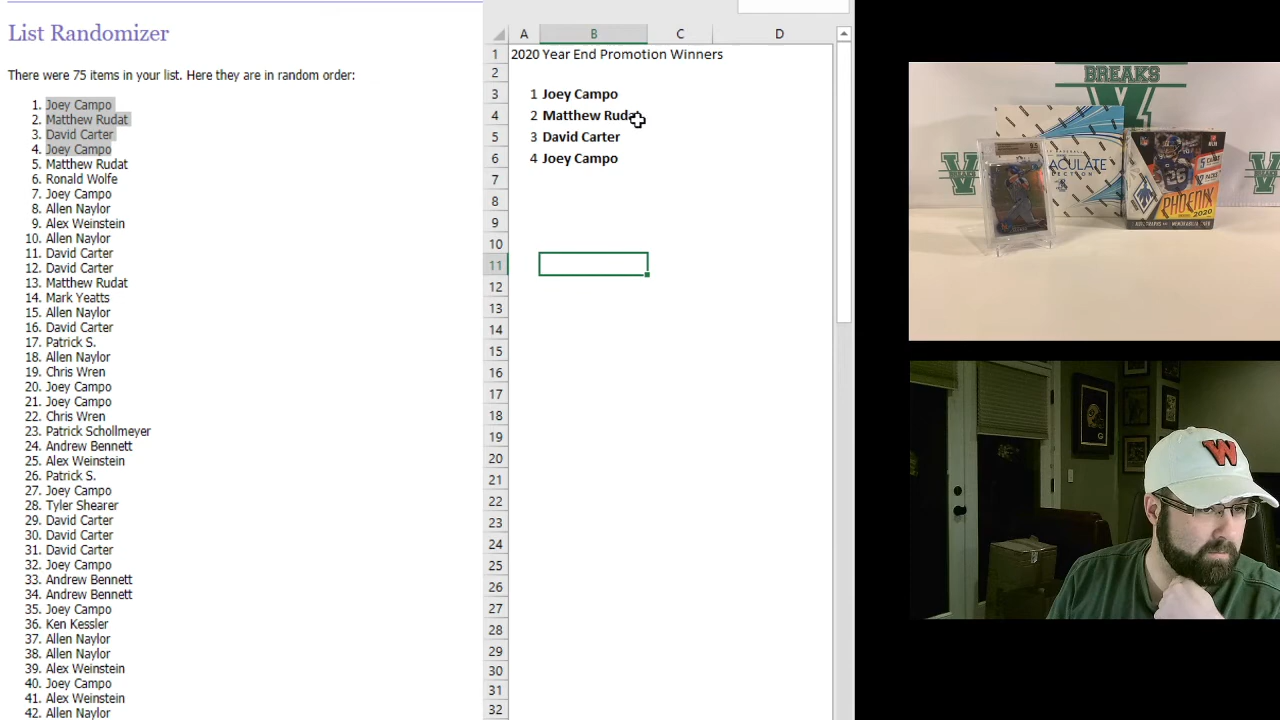 List Randomizer
There were 75 items in your list. Here they are in random order:
1. Joey Campo
2. Matthew Rudat
3. David Carter
4. Joey Campo
5. Matthew Rudat
6. Ronald Wolfe
7. Joey Campo
8. Allen Naylor
9. Alex Weinstein
10. Allen Naylor
11. David Carter
12. David Carter
13. Matthew Rudat
14. Mark Yeatts
15. Allen Naylor
16. David Carter
17. Patrick S.
18. Allen Naylor
19. Chris Wren
20. Joey Campo
21. Joey Campo
22. Chris Wren
23. Patrick Schollmeyer
24. Andrew Bennett
25. Alex Weinstein
26. Patrick S.
27. Joey Campo
28. Tyler Shearer
29. David Carter
30. David Carter
31. David Carter
32. Joey Campo
33. Andrew Bennett
34. Andrew Bennett
35. Joey Campo
36. Ken Kessler
37. Allen Naylor
38. Allen Naylor
39. Alex Weinstein
40. Joey Campo
41. Alex Weinstein
42. Allen Naylor
A B C D
1 2020 Year End Promotion Winners
2
3 1 Joey Campo
4 2 Matthew Rudat
5 3 David Carter
6 4 Joey Campo
7
8
9
10
11
12
13
14
15
16
17
18
19
20
21
22
23
24
25
26
27
28
29
30
31
32
BREAKS
V
ACULATE
PHOENIX
2020
W